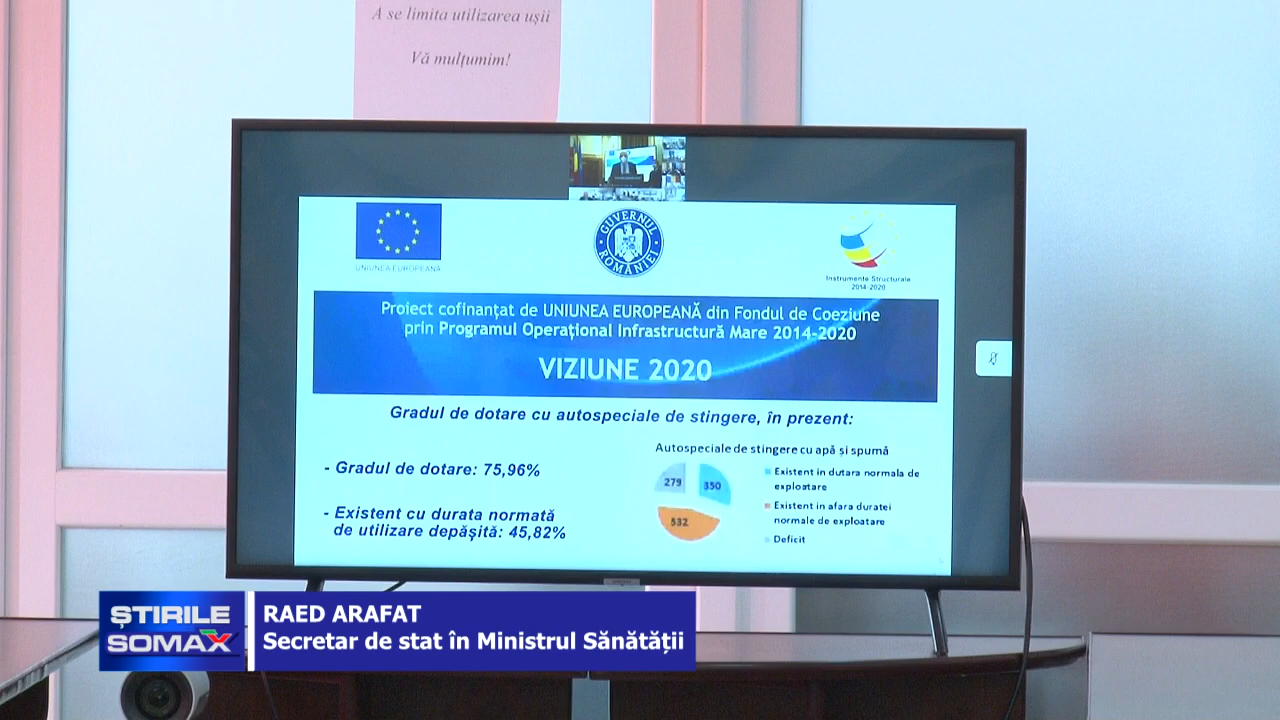 A se limita utilizarea ușii
Vă mulțumim!
UNIUNEA EUROPEANĂ
GUVERNUL ROMÂNIEI
Instrumente Structurale
2014-2020
Proiect cofinanțat de UNIUNEA EUROPEANĂ din Fondul de Coeziune
prin Programul Operațional Infrastructură Mare 2014-2020
VIZIUNE 2020
Gradul de dotare cu autospeciale de stingere, în prezent:
- Gradul de dotare: 75,96%
- Existent cu durata normată
de utilizare depășită: 45,82%
Autospeciale de stingere cu apă și spumă
279
350
532
Existent in durata normala de
exploatare
Existent in afara duratei
normale de exploatare
Deficit
ȘTIRILE
SOMAX
RAED ARAFAT
Secretar de stat în Ministrul Sănătății